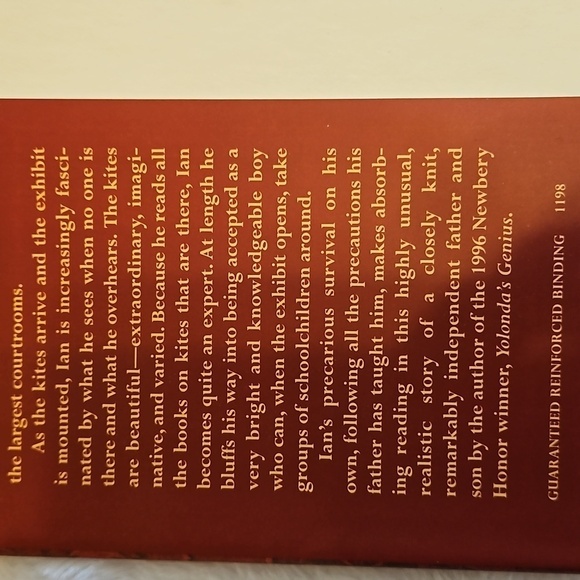 the largest courtrooms.
As the kites arrive and the exhibit
is mounted, Ian is increasingly fasci-
nated by what he sees when no one is
there and what he overhears. The kites
are beautiful—extraordinary, imagi-
native, and varied. Because he reads all
the books on kites that are there, Ian
becomes quite an expert. At length he
bluffs his way into being accepted as a
very bright and knowledgeable boy
who can, when the exhibit opens, take
groups of schoolchildren around.
Ian's precarious survival on his
own, following all the precautions his
father has taught him, makes absorb-
ing reading in this highly unusual,
realistic story of a closely knit,
remarkably independent father and
son by the author of the 1996 Newbery
Honor winner, Yolonda's Genius.
GUARANTEED REINFORCED BINDING 1198